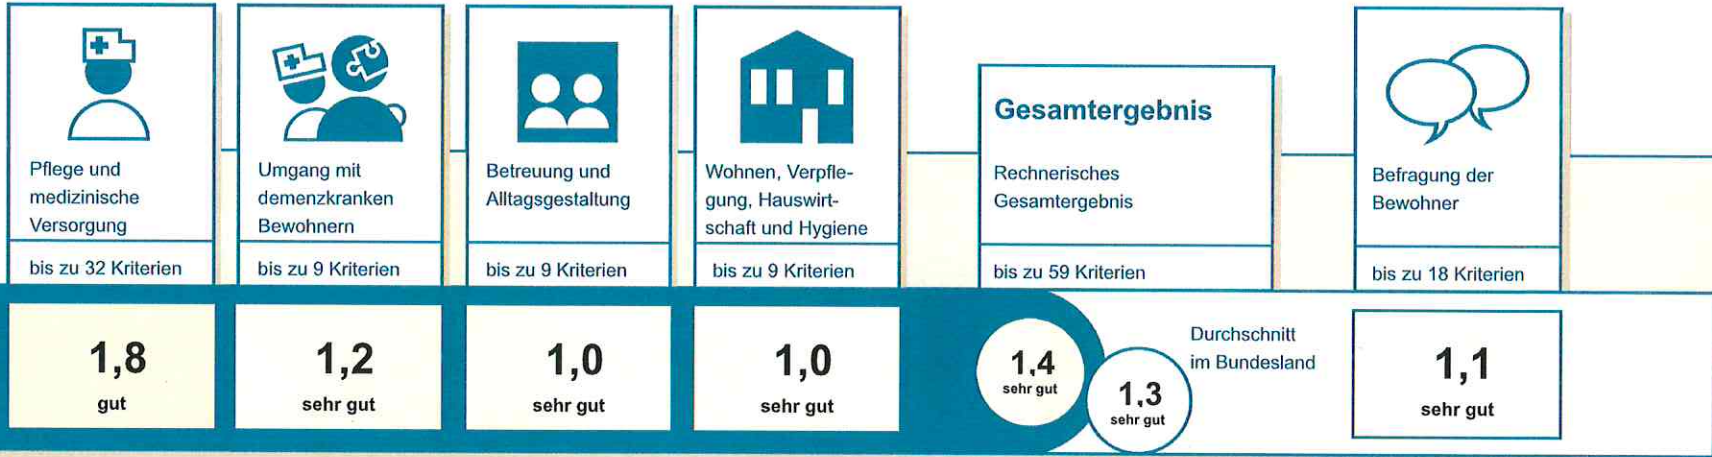 Pflege und
medizinische
Versorgung
bis zu 32 Kriterien
1,8
gut
Umgang mit
demenzkranken
Bewohnern
bis zu 9 Kriterien
1,2
sehr gut
Betreuung und
Alltagsgestaltung
bis zu 9 Kriterien
1,0
sehr gut
Wohnen, Verpfle-
gung, Hauswirt-
schaft und Hygiene
bis zu 9 Kriterien
1,0
sehr gut
Gesamtergebnis
Rechnerisches
Gesamtergebnis
bis zu 59 Kriterien
1,4
sehr gut
Durchschnitt
im Bundesland
1,3
sehr gut
Befragung der
Bewohner
bis zu 18 Kriterien
1,1
sehr gut